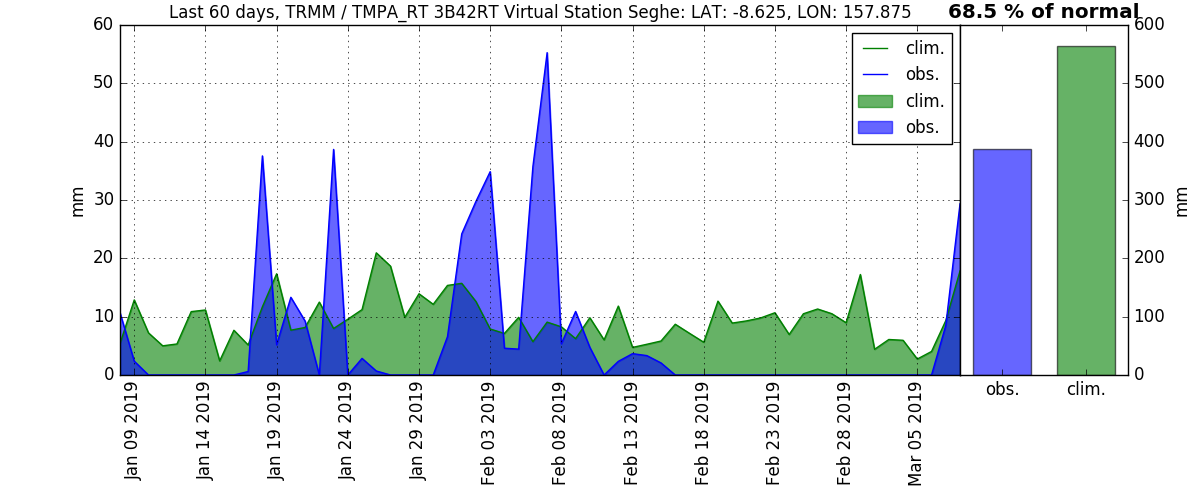 Last 60 days, TRMM / TMPA_RT 3B42RT Virtual Station Seghe: LAT: -8.625, LON: 157.875
68.5 % of normal
60
50
40
30
20
10
0
mm
clim.
obs.
clim.
obs.
600
500
400
300
200
100
0
mm
Jan 09 2019
Jan 14 2019
Jan 19 2019
Jan 24 2019
Jan 29 2019
Feb 03 2019
Feb 08 2019
Feb 13 2019
Feb 18 2019
Feb 23 2019
Feb 28 2019
Mar 05 2019
obs.
clim.